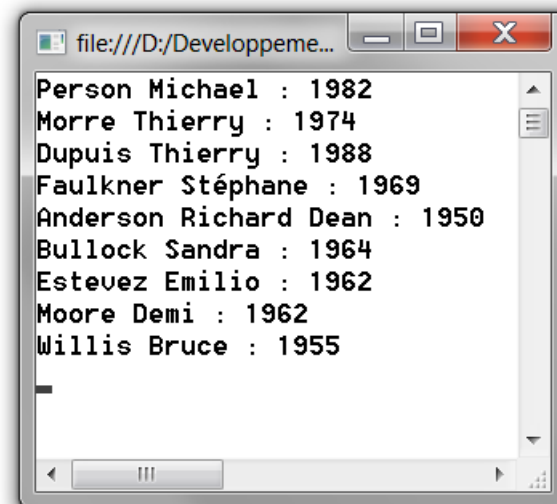 file:///D:/Developpeme...
Person Michael : 1982
Morre Thierry : 1974
Dupuis Thierry : 1988
Faulkner Stéphane : 1969
Anderson Richard Dean : 1950
Bullock Sandra : 1964
Estevez Emilio : 1962
Moore Demi : 1962
Willis Bruce : 1955